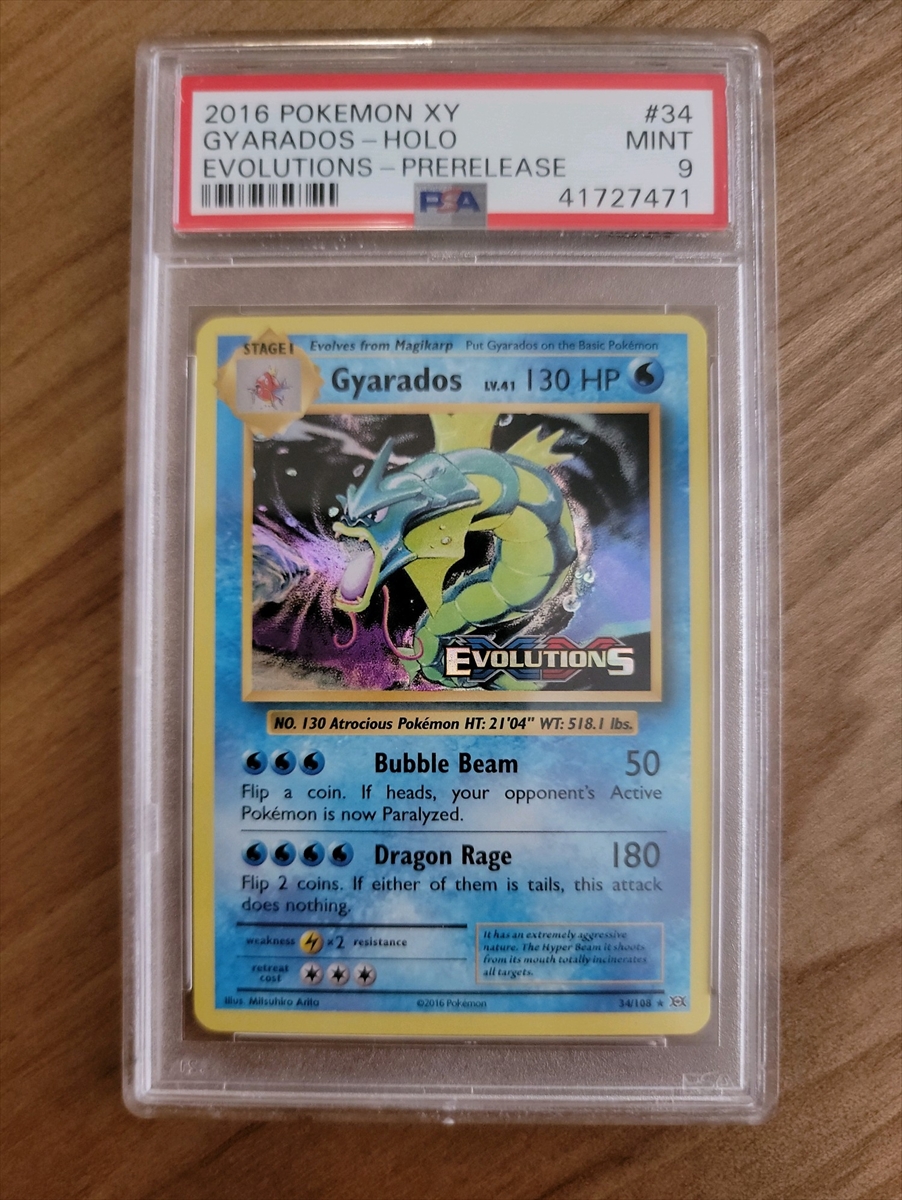 2016 POKEMON XY #34
GYARADOS - HOLO MINT
EVOLUTIONS - PRERELEASE 9
PSA 41727471
STAGE 1 Evolves from Magikarp Put Gyarados on the Basic Pokémon
Gyarados LV.41 130 HP
EVOLUTIONS
NO. 130 Atrocious Pokémon HT: 21'04" WT: 518.1 lbs.
Bubble Beam 50
Flip a coin. If heads, your opponent's Active
Pokémon is now Paralyzed.
Dragon Rage 180
Flip 2 coins. If either of them is tails, this attack
does nothing.
weakness ×2 resistance
retreat
cost
It has an extremely aggressive
nature. The Hyper Beam it shoots
from its mouth totally incinerates
all targets.
Illus. Mitsuhiro Arita ©2016 Pokémon 34/108 ★